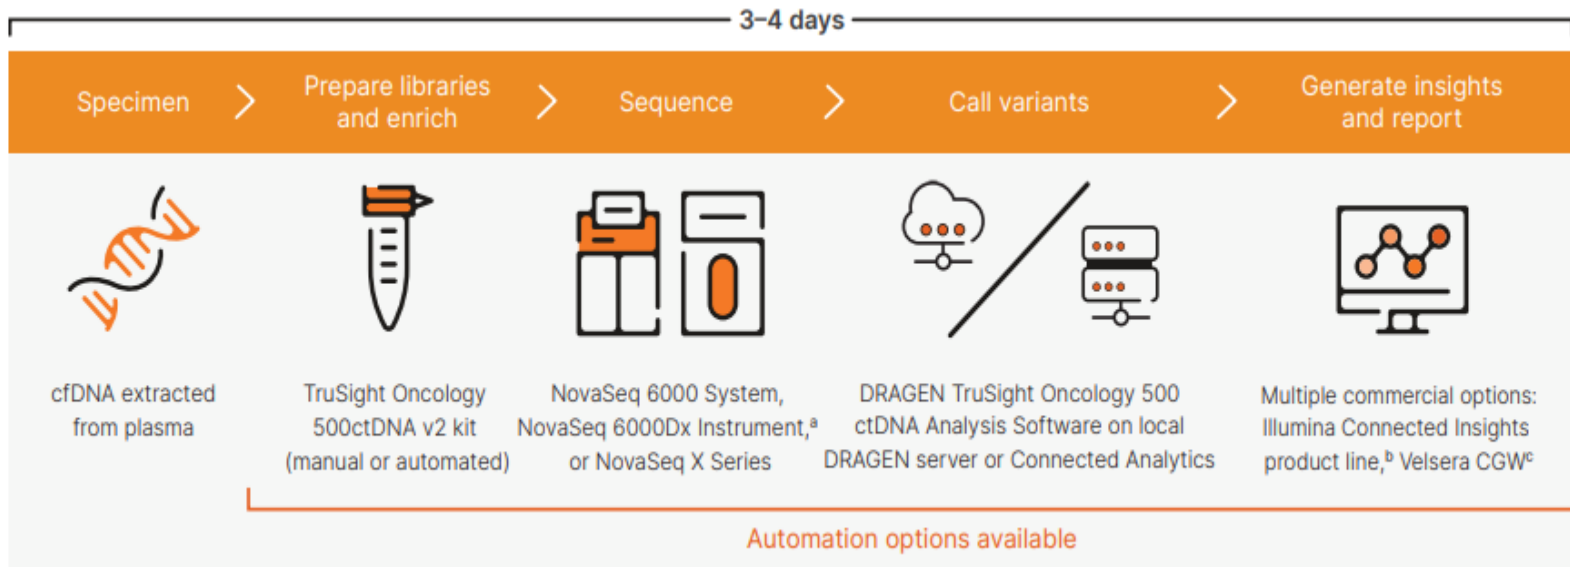 3–4 days
Specimen
Prepare libraries
and enrich
Sequence
Call variants
Generate insights
and report
cfDNA extracted
from plasma
TruSight Oncology
500ctDNA v2 kit
(manual or automated)
NovaSeq 6000 System,
NovaSeq 6000Dx Instrument,ᵃ
or NovaSeq X Series
DRAGEN TruSight Oncology 500
ctDNA Analysis Software on local
DRAGEN server or Connected Analytics
Multiple commercial options:
Illumina Connected Insights
product line,ᵇ Velsera CGWᶜ
Automation options available